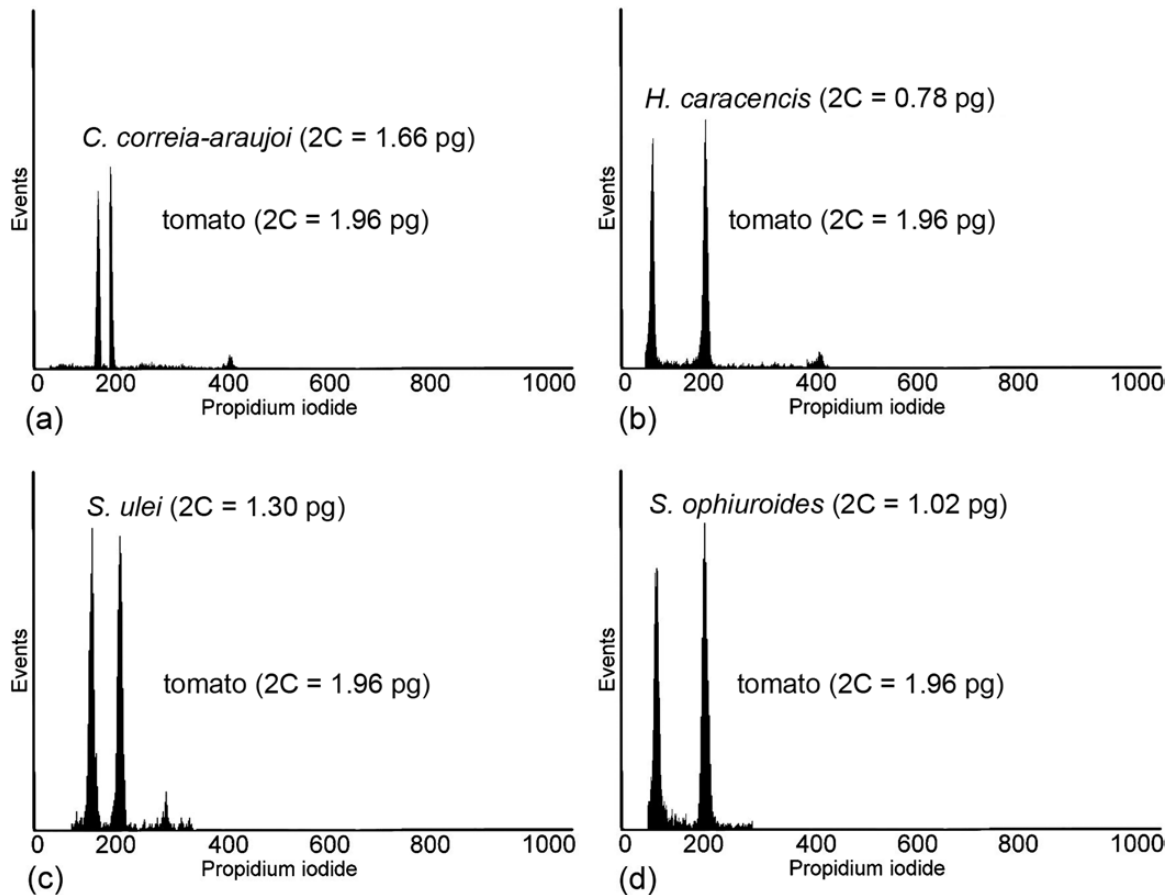 C. correia-araujoi (2C = 1.66 pg)
tomato (2C = 1.96 pg)
Events
0 200 400 600 800 1000
Propidium iodide
(a)
H. caracencis (2C = 0.78 pg)
tomato (2C = 1.96 pg)
Events
0 200 400 600 800 1000
Propidium iodide
(b)
S. ulei (2C = 1.30 pg)
tomato (2C = 1.96 pg)
Events
0 200 400 600 800 1000
Propidium iodide
(c)
S. ophiuroides (2C = 1.02 pg)
tomato (2C = 1.96 pg)
Events
0 200 400 600 800 1000
Propidium iodide
(d)